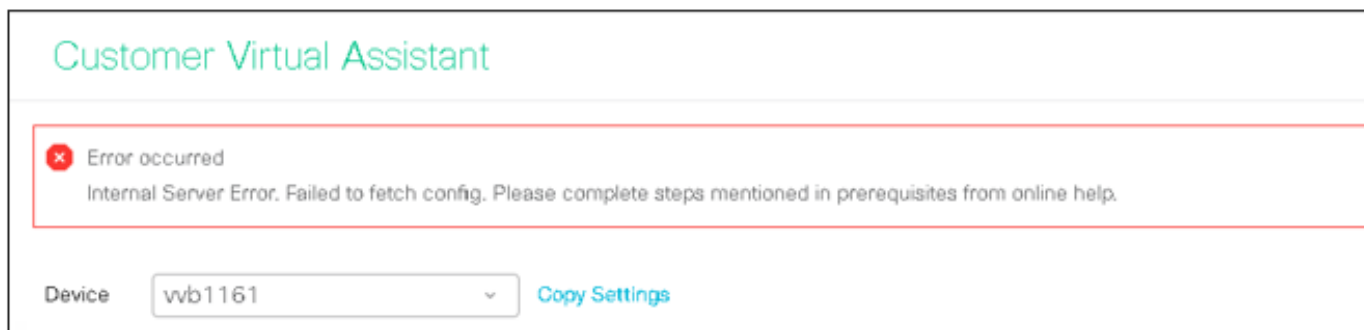 Customer Virtual Assistant
Error occurred
Internal Server Error. Failed to fetch config. Please complete steps mentioned in prerequisites from online help.
Device vvb1161 Copy Settings